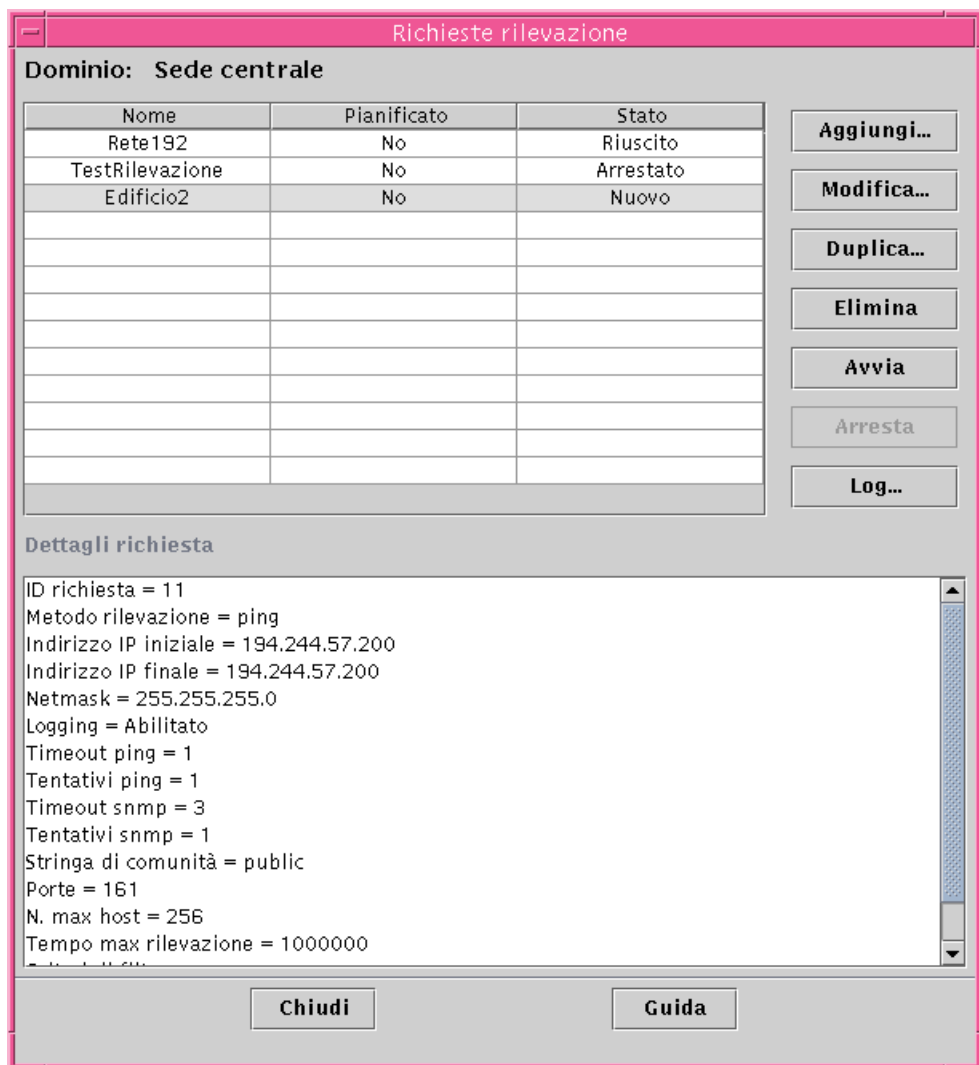 Richieste rilevazione
Dominio: Sede centrale
Nome Pianificato Stato
Rete192 No Riuscito
TestRilevazione No Arrestato
Edificio2 No Nuovo
Aggiungi...
Modifica...
Duplica...
Elimina
Avvia
Arresta
Log...
Dettagli richiesta
ID richiesta = 11
Metodo rilevazione = ping
Indirizzo IP iniziale = 194.244.57.200
Indirizzo IP finale = 194.244.57.200
Netmask = 255.255.255.0
Logging = Abilitato
Timeout ping = 1
Tentativi ping = 1
Timeout snmp = 3
Tentativi snmp = 1
Stringa di comunità = public
Porte = 161
N. max host = 256
Tempo max rilevazione = 1000000
Chiudi Guida